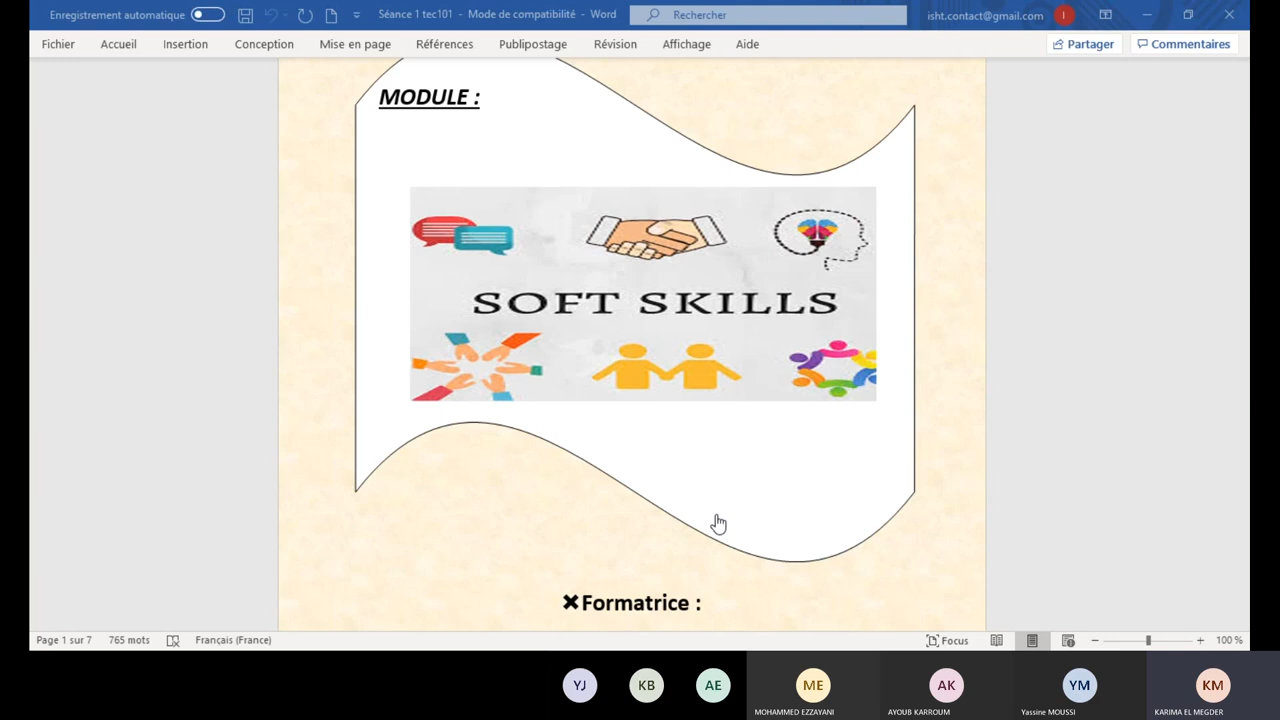 Enregistrement automatique
Séance 1 tec101 - Mode de compatibilité - Word
Rechercher
isht.contact@gmail.com
I
Fichier Accueil Insertion Conception Mise en page Références Publipostage Révision Affichage Aide
Partager
Commentaires
MODULE :
SOFT SKILLS
Formatrice :
Page 1 sur 7 765 mots Français (France)
Focus
100 %
YJ KB AE ME AK YM KM
MOHAMMED EZZAYANI AYOUB KARROUM Yassine MOUSSI KARIMA EL MEGDER